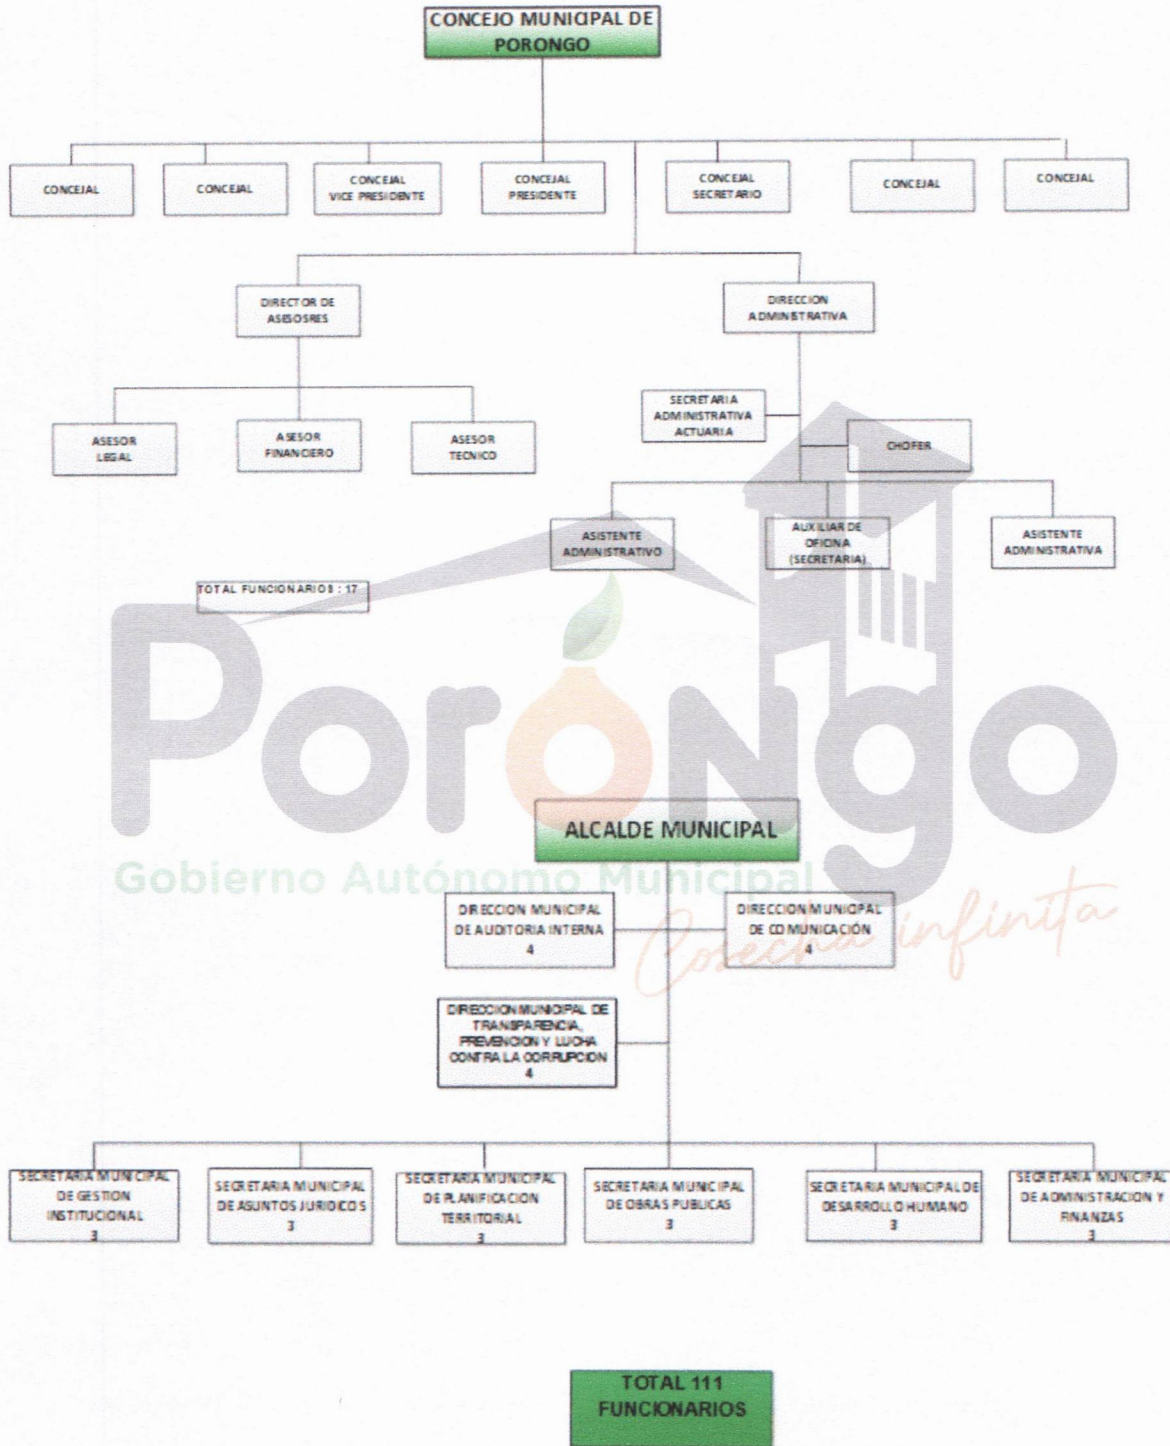 CONCEJO MUNICIPAL DE
PORONGO
CONCEJAL
CONCEJAL
CONCEJAL
VICE PRESIDENTE
CONCEJAL
PRESIDENTE
CONCEJAL
SECRETARIO
CONCEJAL
CONCEJAL
DIRECTOR DE
ASESOSRES
DIRECCION
ADMINISTRATIVA
ASESOR
LEGAL
ASESOR
FINANCIERO
ASESOR
TECNICO
SECRETARIA
ADMINISTRATIVA
ACTUARIA
CHOFER
ASISTENTE
ADMINISTRATIVO
AUXILIAR DE
OFICINA
(SECRETARIA)
ASISTENTE
ADMINISTRATIVA
TOTAL FUNCIONARIOS : 17
Porongo
Gobierno Autónomo Municipal
Cosecha infinita
ALCALDE MUNICIPAL
DIRECCION MUNICIPAL
DE AUDITORIA INTERNA
4
DIRECCION MUNICIPAL
DE COMUNICACIÓN
4
DIRECCION MUNICIPAL DE
TRANSPARENCIA,
PREVENCION Y LUCHA
CONTRA LA CORRUPCION
4
SECRETARIA MUNICIPAL
DE GESTION
INSTITUCIONAL
3
SECRETARIA MUNICIPAL
DE ASUNTOS JURIDICOS
3
SECRETARIA MUNICIPAL
DE PLANIFICACION
TERRITORIAL
3
SECRETARIA MUNICIPAL
DE OBRAS PUBLICAS
3
SECRETARIA MUNICIPAL DE
DESARROLLO HUMANO
3
SECRETARIA MUNICIPAL
DE ADMINISTRACION Y
FINANZAS
3
TOTAL 111
FUNCIONARIOS